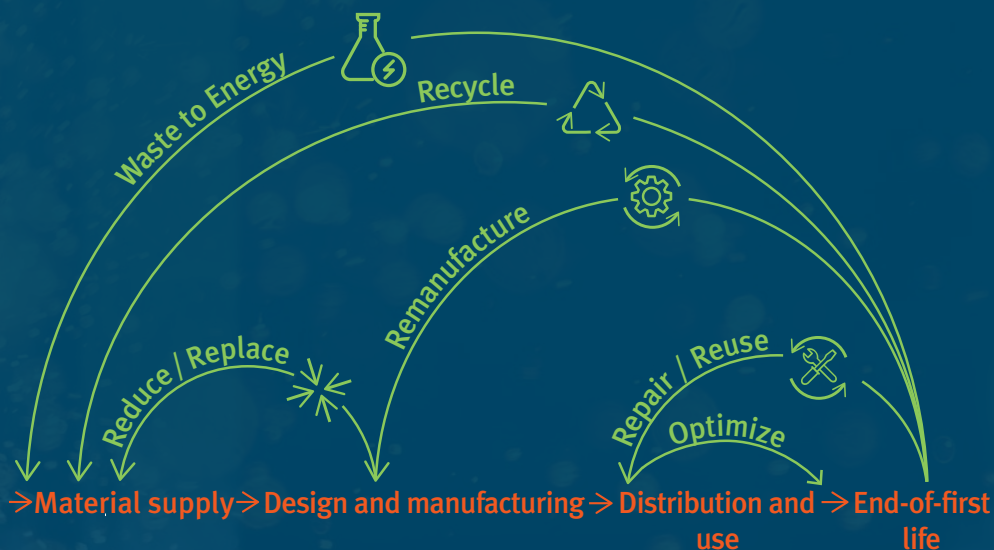 Waste to Energy
Recycle
Remanufacture
Reduce / Replace
Repair / Reuse
Optimize
Material supply
Design and manufacturing
Distribution and
use
End-of-first
life